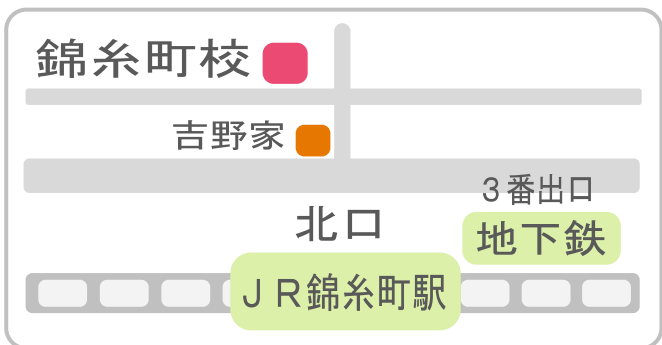 錦糸町校
吉野家
３番出口
北口
地下鉄
ＪＲ錦糸町駅